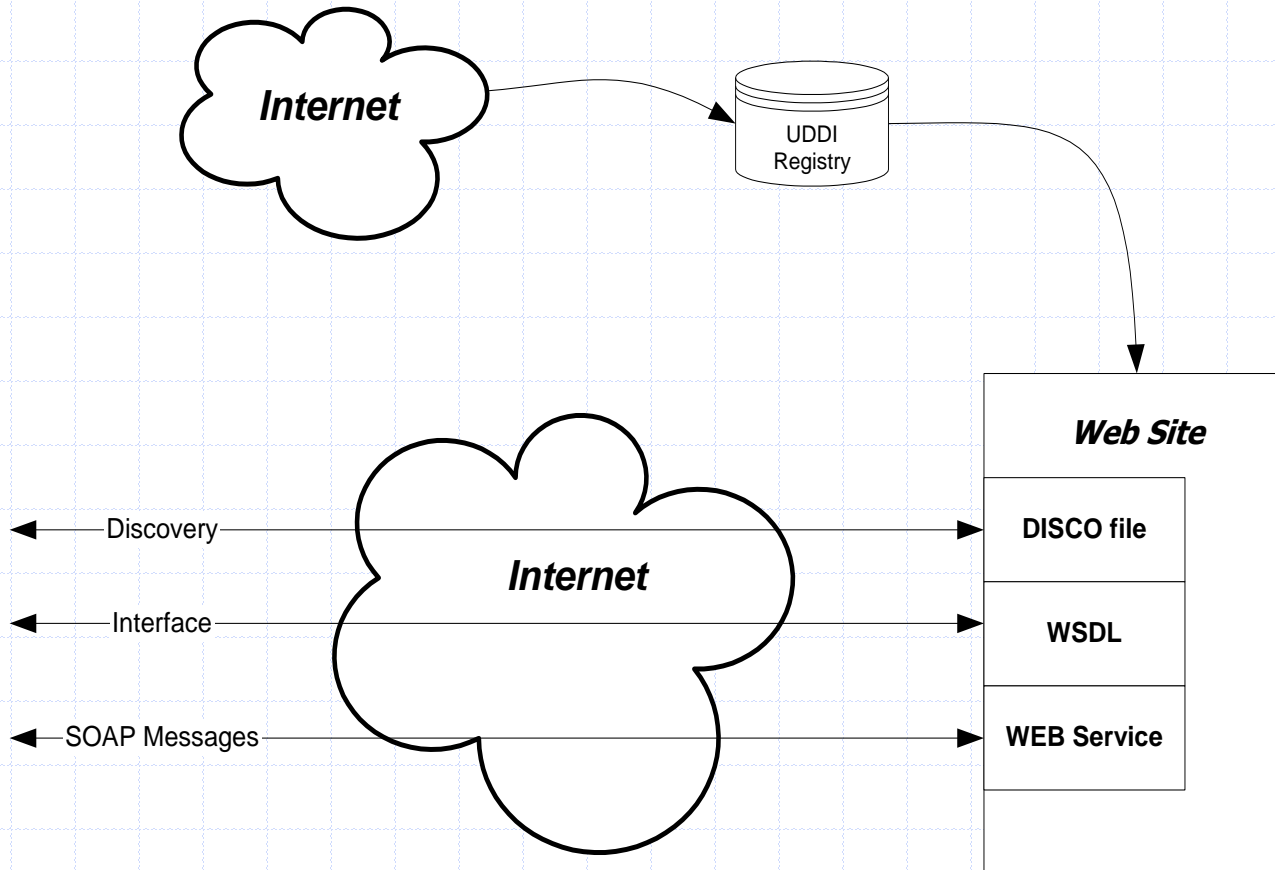 Internet
UDDI
Registry
Web Site
Discovery
DISCO file
Internet
Interface
WSDL
SOAP Messages
WEB Service